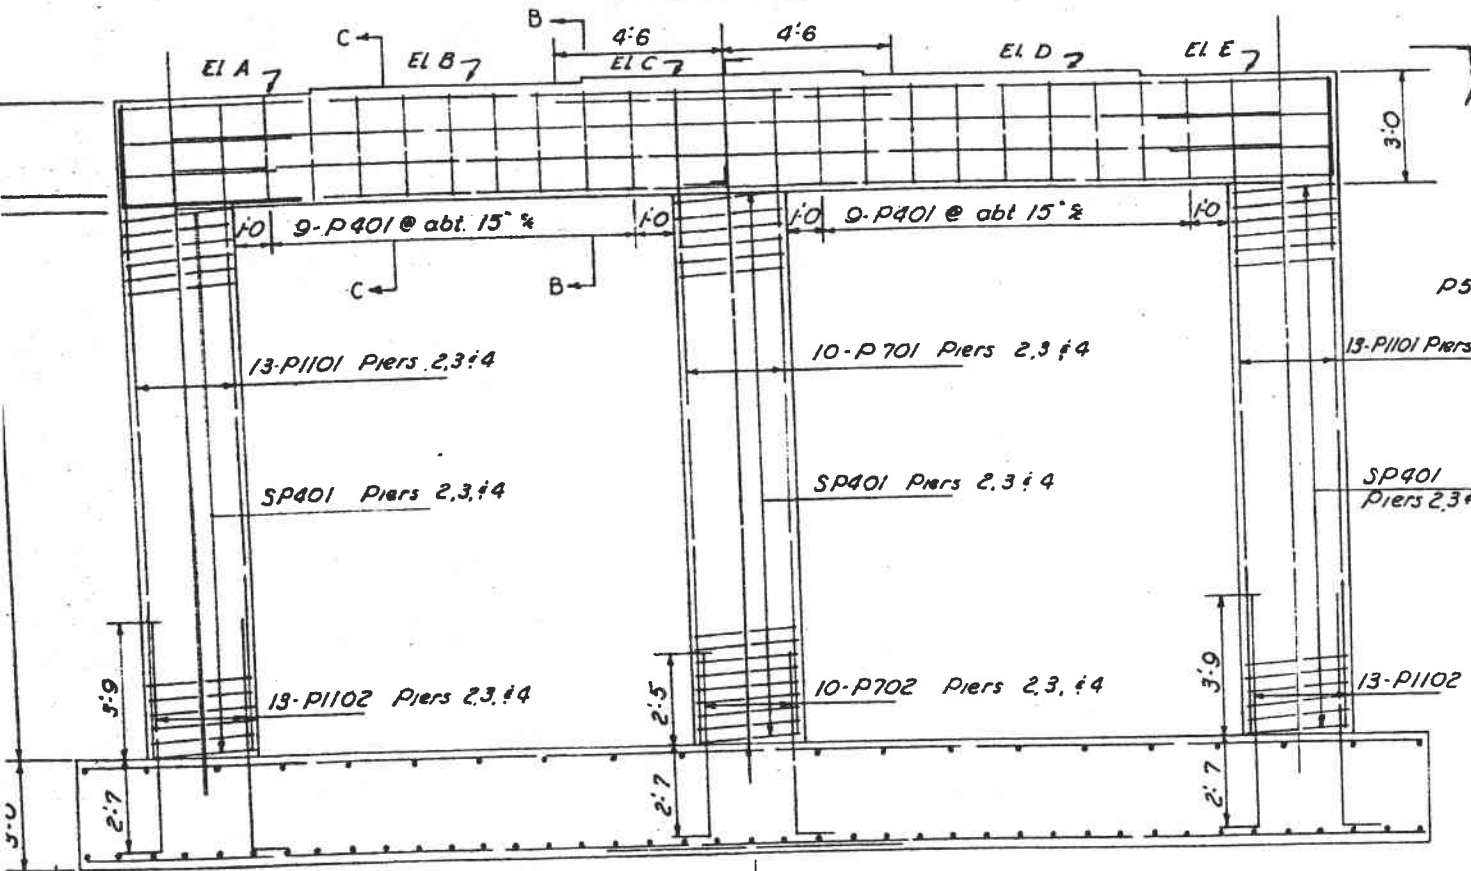 B
4'-6
4'-6
C
El. A
El. B
El. C
El. D
El. E
3'-0
1'-0
9-P401 @ abt. 15" %
1'-0
1'-0
9-P401 @ abt 15" %
1'-0
C
B
P5
13-P1101 Piers 2,3 & 4
10-P701 Piers 2,3 & 4
13-P1101 Piers
SP401 Piers 2,3, & 4
SP401 Piers 2,3 & 4
SP401
Piers 2,3 &
3'-9
13-P1102 Piers 2,3, & 4
2'-5
10-P702 Piers 2,3, & 4
3'-9
13-P1102
3'-0
2'-7
2'-7
2'-7